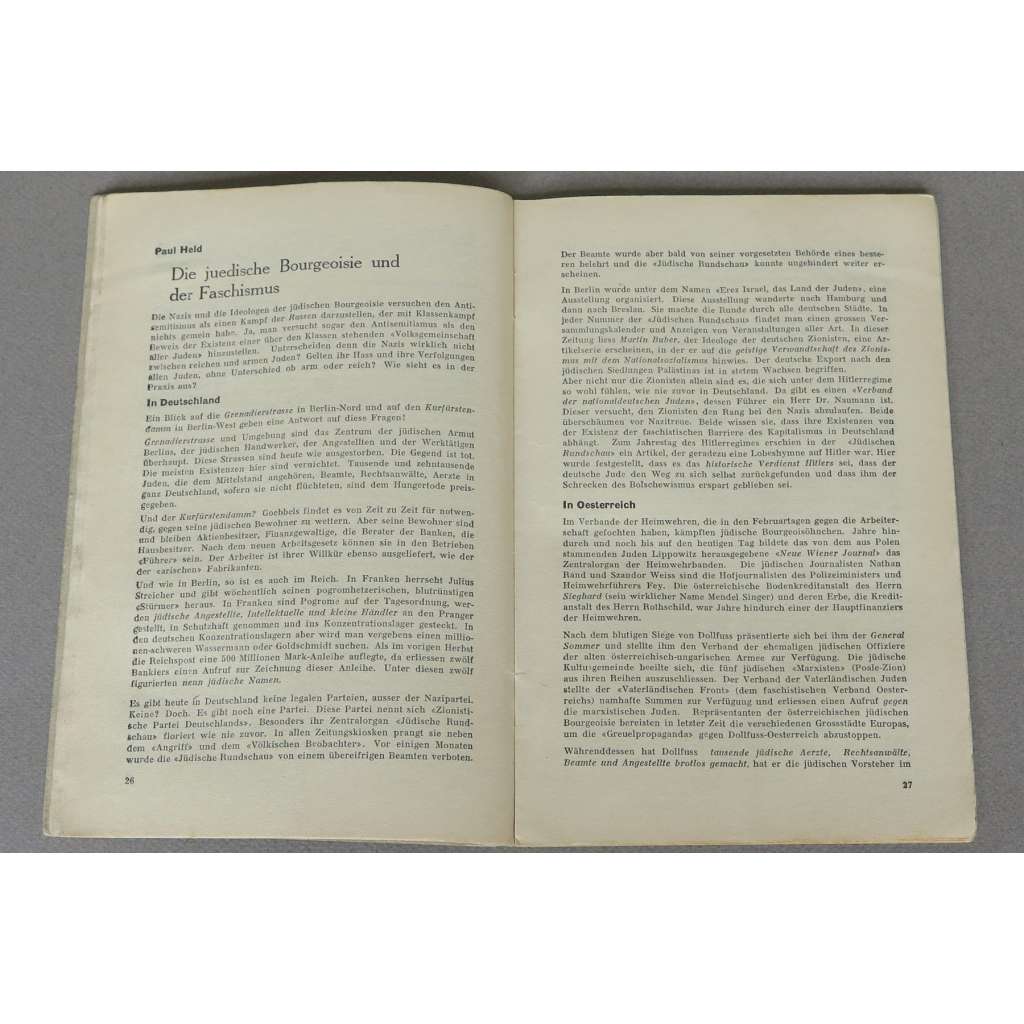 Paul Held
Die juedische Bourgeoisie und
der Faschismus
Die Nazis und die Ideologen der jüdischen Bourgeoisie versuchen den Anti-
semitismus als einen Kampf der Rassen darzustellen, der mit Klassenkampf
nichts gemein habe. Ja, man versucht sogar den Antisemitismus als den
Beweis der Existenz einer über den Klassen stehenden «Volksgemeinschaft
aller Juden» hinzustellen. Unterscheiden denn die Nazis wirklich nicht
zwischen reichen und armen Juden? Gelten ihr Hass und ihre Verfolgungen
allen Juden, ohne Unterschied ob arm oder reich? Wie sieht es in der
Praxis aus?
In Deutschland
Ein Blick auf die Grenadierstrasse in Berlin-Nord und auf den Kurfürsten-
damm in Berlin-West geben eine Antwort auf diese Fragen!
Grenadierstrasse und Umgebung sind das Zentrum der jüdischen Armut
Berlins, der jüdischen Handwerker, der Angestellten und der Werktätigen
überhaupt. Diese Strassen sind heute wie ausgestorben. Die Gegend ist tot.
Die meisten Existenzen hier sind vernichtet. Tausende und zehntausende
Juden, die dem Mittelstand angehören, Beamte, Rechtsanwälte, Aerzte in
ganz Deutschland, sofern sie nicht flüchteten, sind dem Hungertode preis-
gegeben.
Und der Kurfürstendamm? Goebbels findet es von Zeit zu Zeit für notwen-
dig, gegen seine jüdischen Bewohner zu wettern. Aber seine Bewohner sind
und bleiben Aktienbesitzer, Finanzgewaltige, die Berater der Banken, die
Hausbesitzer. Nach dem neuen Arbeitsgesetz können sie in den Betrieben
«Führer» sein. Der Arbeiter ist ihrer Willkür ebenso ausgeliefert, wie der
der «arischen» Fabrikanten.
Und wie in Berlin, so ist es auch im Reich. In Franken herrscht Julius
Streicher und gibt wöchentlich seinen pogromhetzerischen, blufrünstigen
«Stürmer» heraus. In Franken sind Pogrome auf der Tagesordnung, wer-
den jüdische Angestellte, Intellektuelle und kleine Händler an den Pranger
gestellt, in Schutzhaft genommen und ins Konzentrationslager gesteckt. In
den deutschen Konzentrationslagern aber wird man vergebens einen millio-
nen-schweren Wassermann oder Goldschmidt suchen. Als im vorigen Herbst
die Reichspost eine 500 Millionen Mark-Anleihe auflegte, da erliessen zwölf
Bankiers einen Aufruf zur Zeichnung dieser Anleihe. Unter diesen zwölf
figurierten neun jüdische Namen.
Es gibt heute in Deutschland keine legalen Parteien, ausser der Nazipartei.
Keine? Doch. Es gibt noch eine Partei. Diese Partei nennt sich «Zionisti-
sche Partei Deutschlands». Besonders ihr Zentralorgan «Jüdische Rund-
schau» floriert wie nie zuvor. In allen Zeitungskiosken prangt sie neben
dem «Angriff» und dem «Völkischen Beobachter». Vor einigen Monaten
wurde die «Jüdische Rundschau» von einem übereifrigen Beamten verboten.
26
Der Beamte wurde aber bald von seiner vorgesetzten Behörde eines besse-
ren belehrt und die «Jüdische Rundschau» konnte ungehindert weiter er-
scheinen.
In Berlin wurde unter dem Namen «Erez Israel, das Land der Juden», eine
Ausstellung organisiert. Diese Ausstellung wanderte nach Hamburg und
dann nach Breslau. Sie machte die Runde durch alle deutschen Städte. In
jeder Nummer der «Jüdischen Rundschau» findet man einen grossen Ver-
sammlungskalender und Anzeigen von Veranstaltungen aller Art. In dieser
Zeitung liess Martin Buber, der Ideologe der deutschen Zionisten, eine Ar-
tikelserie erscheinen, in der er auf die geistige Verwandtschaft des Zionis-
mus mit dem Nationalsozialismus hinwies. Der deutsche Export nach den
jüdischen Siedlungen Palästinas ist in stetem Wachsen begriffen.
Aber nicht nur die Zionisten allein sind es, die sich unter dem Hitlerregime
so wohl fühlen, wie nie zuvor in Deutschland. Da gibt es einen «Verband
der nationaldeutschen Juden», dessen Führer ein Herr Dr. Naumann ist.
Dieser versucht, den Zionisten den Rang bei den Nazis abzulaufen. Beide
überschäumen vor Nazitreue. Beide wissen sie, dass ihre Existenzen von
der Existenz der faschistischen Barriere des Kapitalismus in Deutschland
abhängt. Zum Jahrestag des Hitlerregimes erschien in der «Jüdischen
Rundschau» ein Artikel, der geradezu eine Lobeshymne auf Hitler war. Hier
wurde festgestellt, dass es das historische Verdienst Hitlers sei, dass der
deutsche Jude den Weg zu sich selbst zurückgefunden und dass ihm der
Schrecken des Bolschewismus erspart geblieben sei.
In Oesterreich
Im Verbande der Heimwehren, die in den Februartagen gegen die Arbeiter-
schaft gefochten haben, kämpften jüdische Bourgeoisöhnchen. Jahre hin-
durch und noch bis auf den heutigen Tag bildete das von dem aus Polen
stammenden Juden Lippowitz herausgegebene «Neue Wiener Journal» das
Zentralorgan der Heimwehrbanden. Die jüdischen Journalisten Nathan
Rand und Szandor Weiss sind die Hofjournalisten des Polizeiministers und
Heimwehrführers Fey. Die österreichische Bodenkreditanstalt des Herrn
Sieghard (sein wirklicher Name Mendel Singer) und deren Erbe, die Kredit-
anstalt des Herrn Rothschild, war Jahre hindurch einer der Hauptfinanziers
der Heimwehren.
Nach dem blutigen Siege von Dollfuss präsentierte sich bei ihm der General
Sommer und stellte ihm den Verband der ehemaligen jüdischen Offiziere
der alten österreichisch-ungarischen Armee zur Verfügung. Die jüdische
Kultusgemeinde beeilte sich, die fünf jüdischen «Marxisten» (Poale-Zion)
aus ihren Reihen auszuschliessen. Der Verband der Vaterländischen Juden
stellte der «Vaterländischen Front» (dem faschistischen Verband Oester-
reichs) namhafte Summen zur Verfügung und erliessen einen Aufruf gegen
die marxistischen Juden. Repräsentanten der österreichischen jüdischen
Bourgeoisie bereisten in letzter Zeit die verschiedenen Grossstädte Europas,
um die «Greuelpropaganda» gegen Dollfuss-Oesterreich abzustoppen.
Währenddessen hat Dollfuss tausende jüdische Aerzte, Rechtsanwälte,
Beamte und Angestellte brotlos gemacht, hat er die jüdischen Vorsteher im
27